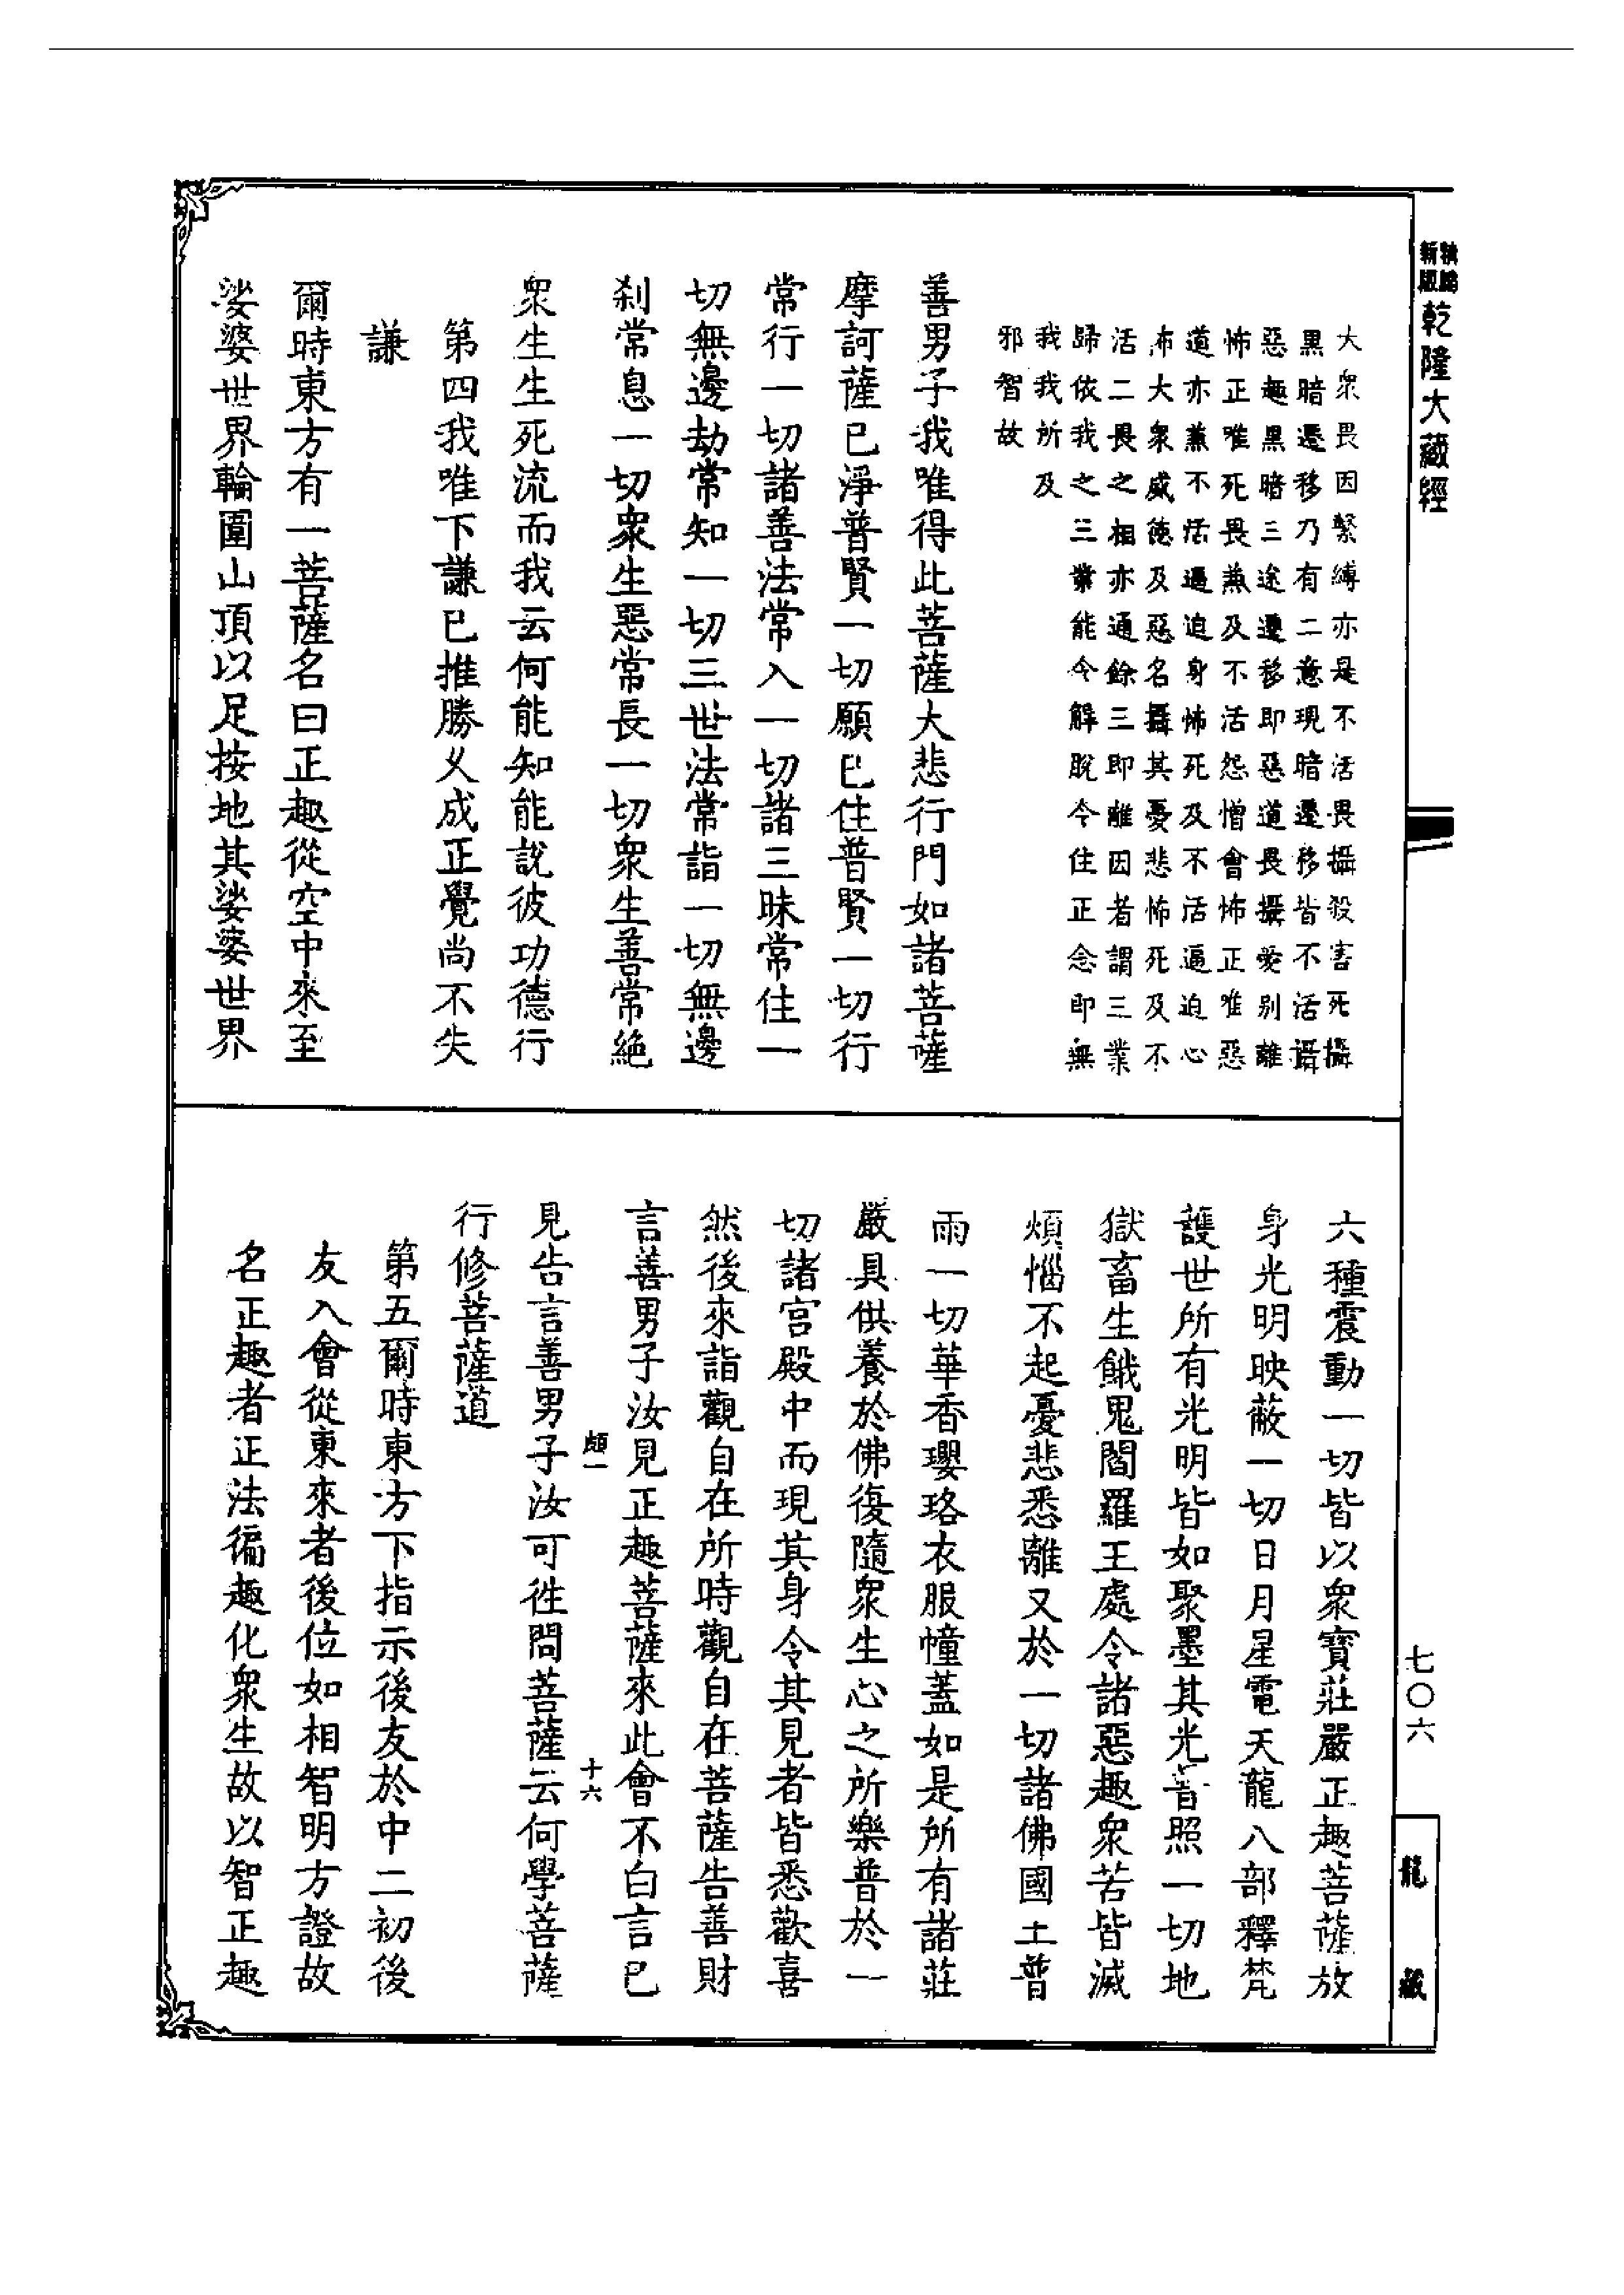 新版
乾隆大藏經
大衆畏因繫縛亦是不活畏攝殺害死攝
黑暗遷移乃有二意現暗遷移皆不活攝
惡趣黑暗三途遷移即惡道畏攝愛別離
怖正唯死畏兼及不活怨憎會怖正唯惡
道亦兼不活逼迫身怖死及不活逼迫心
怖大衆威德及惡名攝其憂悲怖死及不
活二畏之相亦通餘三即離因者謂三業
歸依我之三業能令解脫令住正念即無
我我所及
邪智故
善男子我唯得此菩薩大悲行門如諸菩薩
摩訶薩已淨普賢一切願已住普賢一切行
常行一切諸善法常入一切諸三昧常住一
切無邊劫常知一切三世法常詣一切無邊
刹常息一切衆生惡常長一切衆生善常絕
衆生生死流而我云何能知能說彼功德行
第四我唯下謙已推勝乂成正覺尚不失
謙
爾時東方有一菩薩名曰正趣從空中來至
娑婆世界輪圍山頂以足按地其娑婆世界
六種震動一切皆以衆寶莊嚴正趣菩薩放
身光明映蔽一切日月星電天龍八部釋梵
護世所有光明皆如聚墨其光普照一切地
獄畜生餓鬼閻羅王處令諸惡趣衆苦皆滅
煩惱不起憂悲悉離又於一切諸佛國土普
雨一切華香瓔珞衣服幢蓋如是所有諸莊
嚴具供養於佛復隨衆生心之所樂普於一
切諸宮殿中而現其身令其見者皆悉歡喜
然後來詣觀自在所時觀自在菩薩告善財
言善男子汝見正趣菩薩來此會不白言已
十六
見告言善男子汝可徃問菩薩云何學菩薩
行修菩薩道
第五爾時東方下指示後友於中二初後
友入會從東來者後位如相智明方證故
名正趣者正法徧趣化衆生故以智正趣
七〇六
龍藏